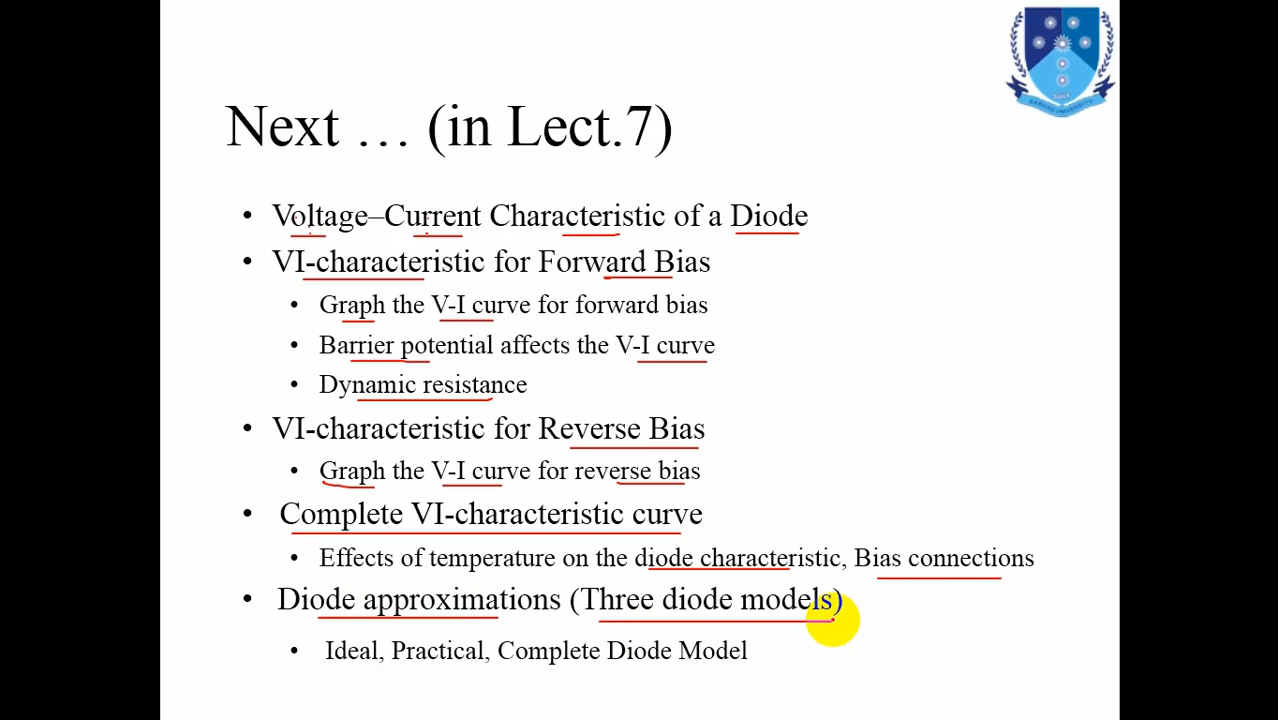 Next … (in Lect.7)
• Voltage–Current Characteristic of a Diode
• VI-characteristic for Forward Bias
• Graph the V-I curve for forward bias
• Barrier potential affects the V-I curve
• Dynamic resistance
• VI-characteristic for Reverse Bias
• Graph the V-I curve for reverse bias
• Complete VI-characteristic curve
• Effects of temperature on the diode characteristic, Bias connections
• Diode approximations (Three diode models)
• Ideal, Practical, Complete Diode Model